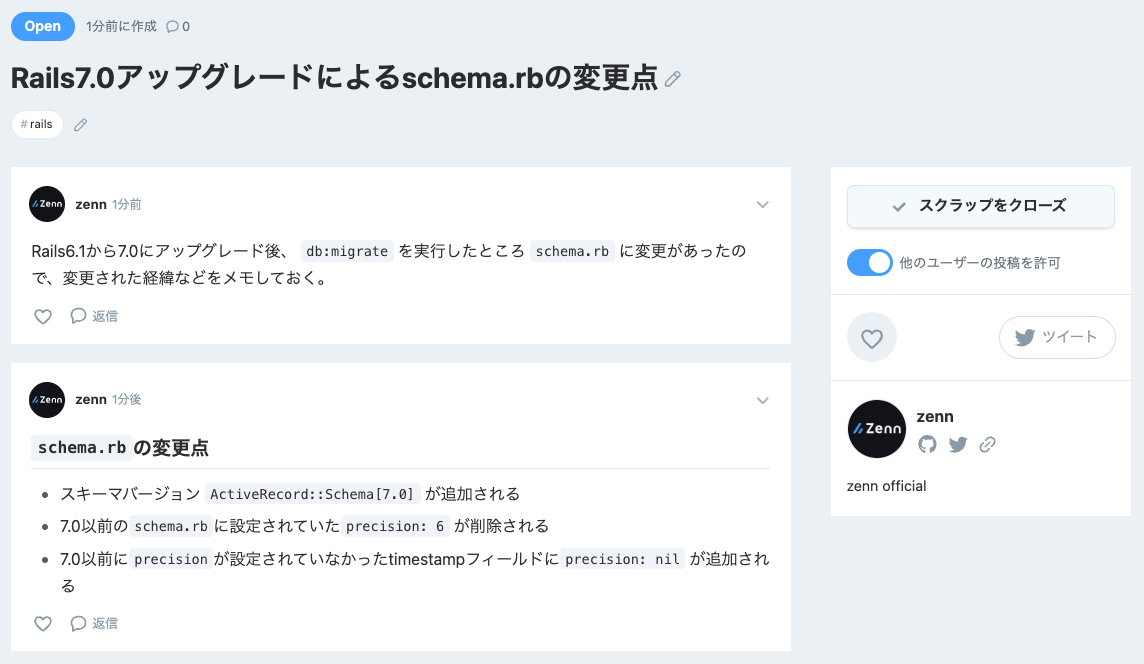 Open 1分前に作成 0
Rails7.0アップグレードによるschema.rbの変更点
# rails
Zenn zenn 1分前
Rails6.1から7.0にアップグレード後、 db:migrate を実行したところ schema.rb に変更があったの
で、変更された経緯などをメモしておく。
返信
Zenn zenn 1分後
schema.rbの変更点
スキーマバージョン ActiveRecord::Schema[7.0] が追加される
7.0以前の schema.rb に設定されていた precision: 6 が削除される
7.0以前に precision が設定されていなかったtimestampフィールドに precision: nil が追加され
る
返信
スクラップをクローズ
他のユーザーの投稿を許可
ツイート
Zenn zenn
zenn official